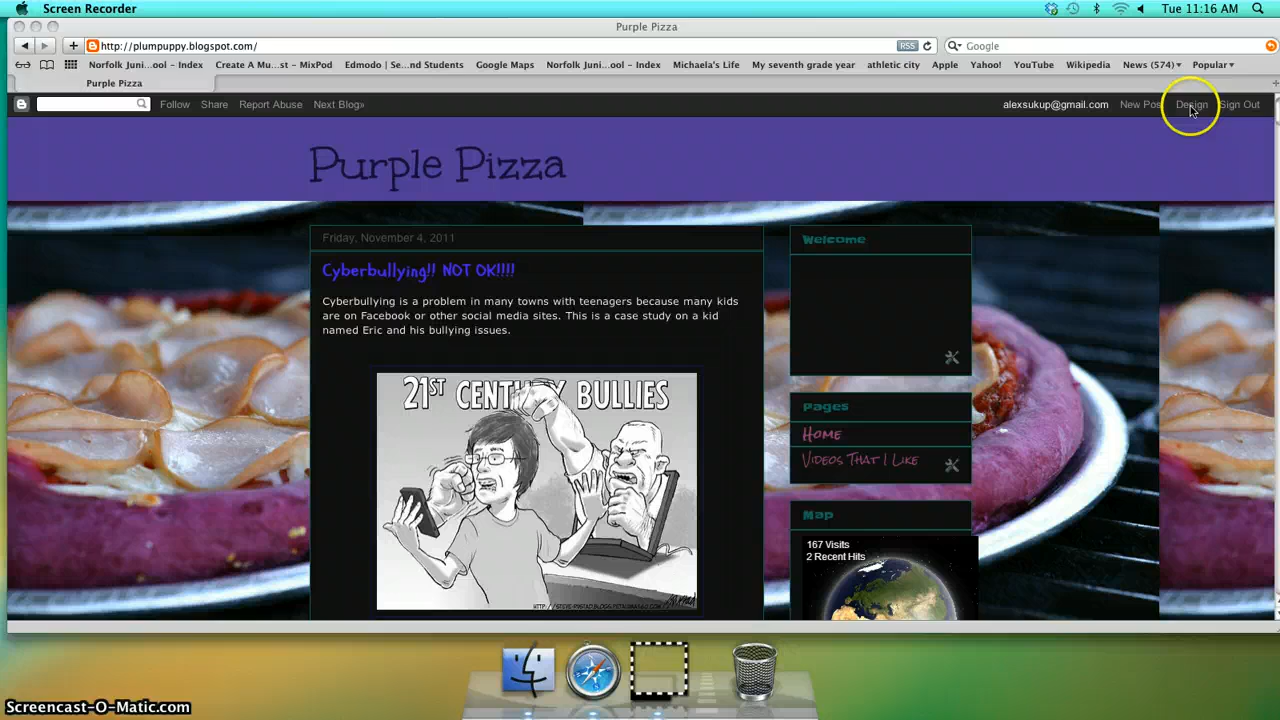 Screen Recorder
Tue 11:16 AM
Purple Pizza
http://plumpuppy.blogspot.com/
RSS
Google
Norfolk Juni...ool - Index
Create A Mu...st - MixPod
Edmodo | Se...nd Students
Google Maps
Norfolk Juni...ool - Index
Michaela's Life
My seventh grade year
athletic city
Apple
Yahoo!
YouTube
Wikipedia
News (574)
Popular
Purple Pizza
Follow
Share
Report Abuse
Next Blog»
alexsukup@gmail.com
New Pos
Design
Sign Out
Purple Pizza
Friday, November 4, 2011
Cyberbullying!! NOT OK!!!!
Cyberbullying is a problem in many towns with teenagers because many kids
are on Facebook or other social media sites. This is a case study on a kid
named Eric and his bullying issues.
21ST CENTURY BULLIES
Welcome
Pages
Home
Videos That I Like
Map
167 Visits
2 Recent Hits
Screencast-O-Matic.com